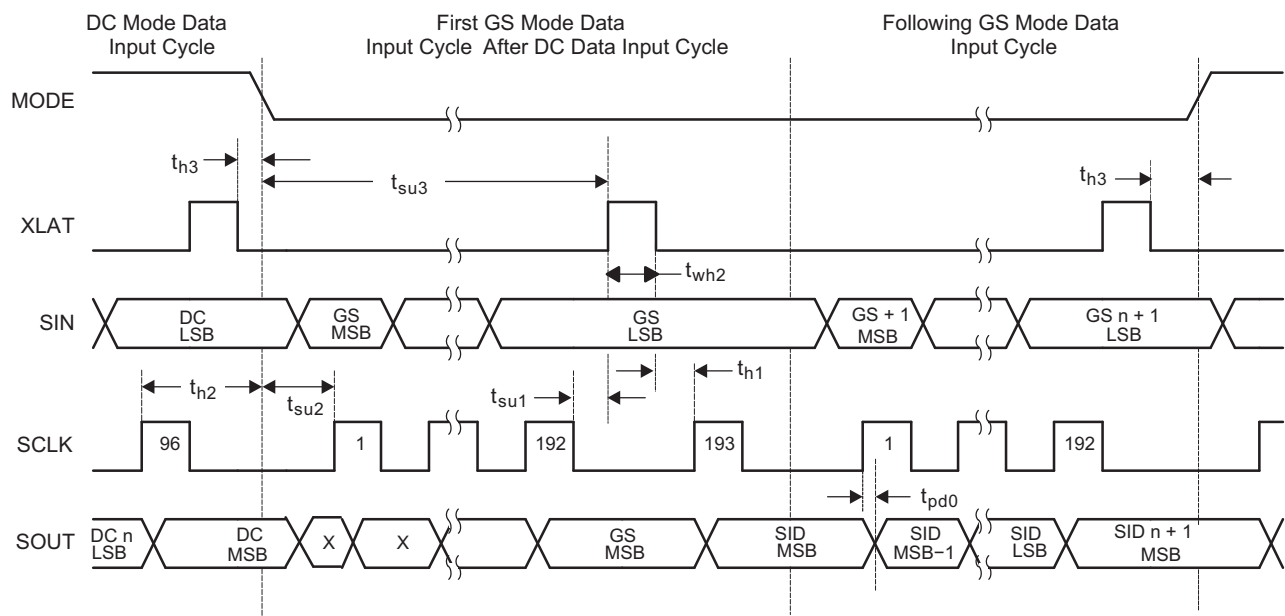 DC Mode Data
Input Cycle
First GS Mode Data
Input Cycle After DC Data Input Cycle
Following GS Mode Data
Input Cycle
MODE
th3
tsu3
th3
XLAT
twh2
SIN
DC
LSB
GS
MSB
GS
LSB
GS + 1
MSB
GS n + 1
LSB
th2
tsu2
tsu1
th1
SCLK
96
1
192
193
1
192
tpd0
SOUT
DC n
LSB
DC
MSB
X
X
GS
MSB
SID
MSB
SID
MSB−1
SID
LSB
SID n + 1
MSB